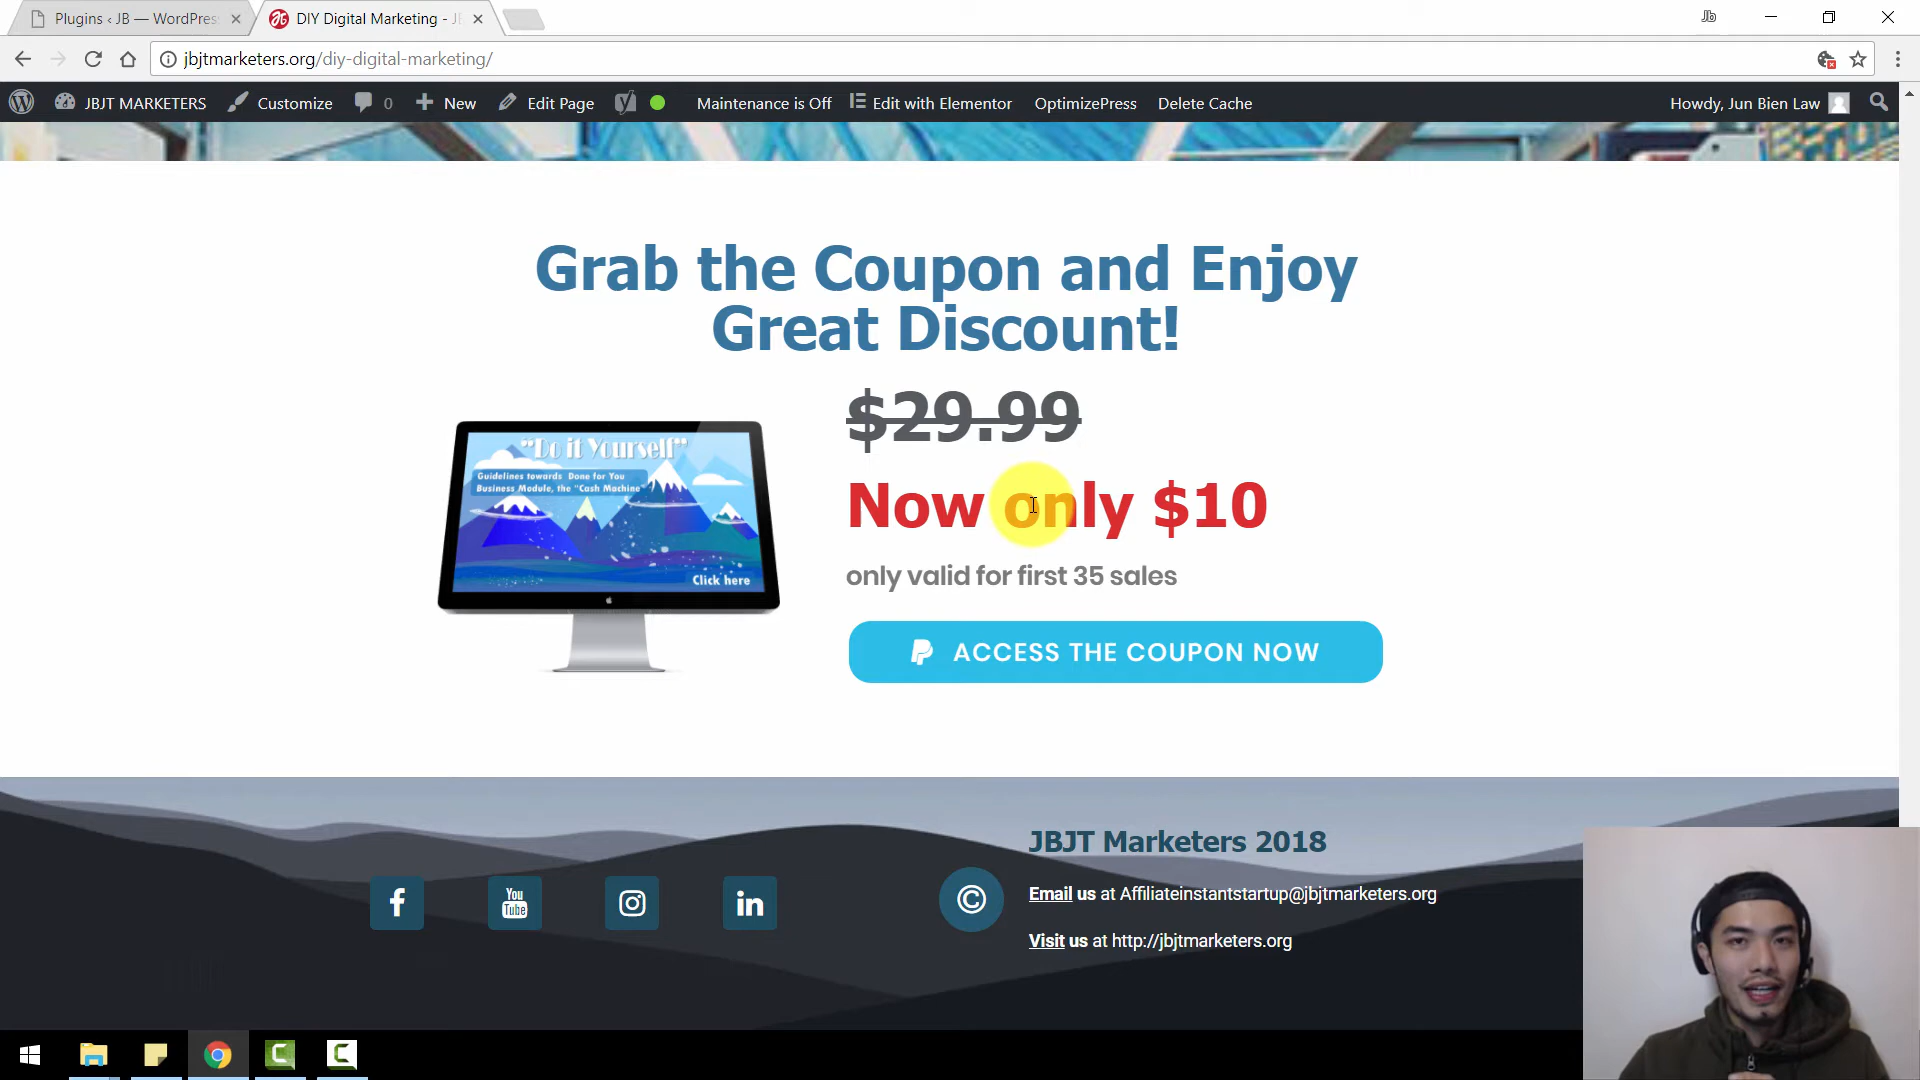 Plugins ‹ JB — WordPres
DIY Digital Marketing - J
Jb
jbjtmarketers.org/diy-digital-marketing/
JBJT MARKETERS
Customize
0
New
Edit Page
Maintenance is Off
Edit with Elementor
OptimizePress
Delete Cache
Howdy, Jun Bien Law
Grab the Coupon and Enjoy
Great Discount!
$29.99
"Do it Yourself"
Guidelines towards Done for You
Business Module, the "Cash Machine"
Click here
Now only $10
only valid for first 35 sales
ACCESS THE COUPON NOW
JBJT Marketers 2018
You
Tube
in
©
Email us at Affiliateinstantstartup@jbjtmarketers.org
Visit us at http://jbjtmarketers.org